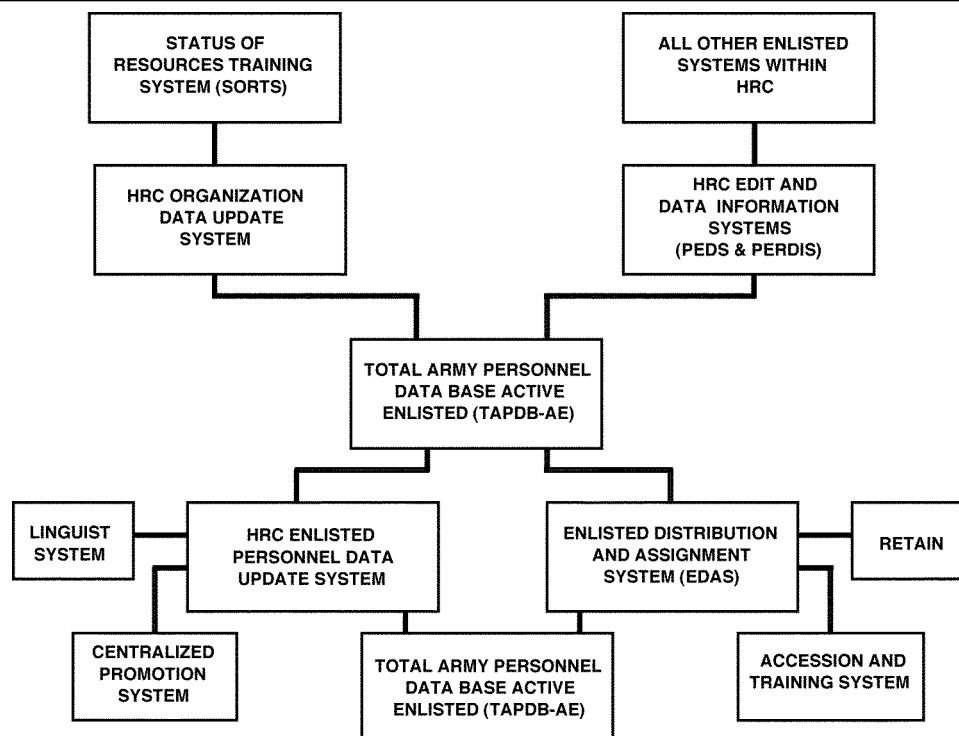 STATUS OF
RESOURCES TRAINING
SYSTEM (SORTS)
ALL OTHER ENLISTED
SYSTEMS WITHIN
HRC
HRC ORGANIZATION
DATA UPDATE
SYSTEM
HRC EDIT AND
DATA INFORMATION
SYSTEMS
(PEDS & PERDIS)
TOTAL ARMY PERSONNEL
DATA BASE ACTIVE
ENLISTED (TAPDB-AE)
LINGUIST
SYSTEM
HRC ENLISTED
PERSONNEL DATA
UPDATE SYSTEM
ENLISTED DISTRIBUTION
AND ASSIGNMENT
SYSTEM (EDAS)
RETAIN
CENTRALIZED
PROMOTION
SYSTEM
TOTAL ARMY PERSONNEL
DATA BASE ACTIVE
ENLISTED (TAPDB-AE)
ACCESSION AND
TRAINING SYSTEM